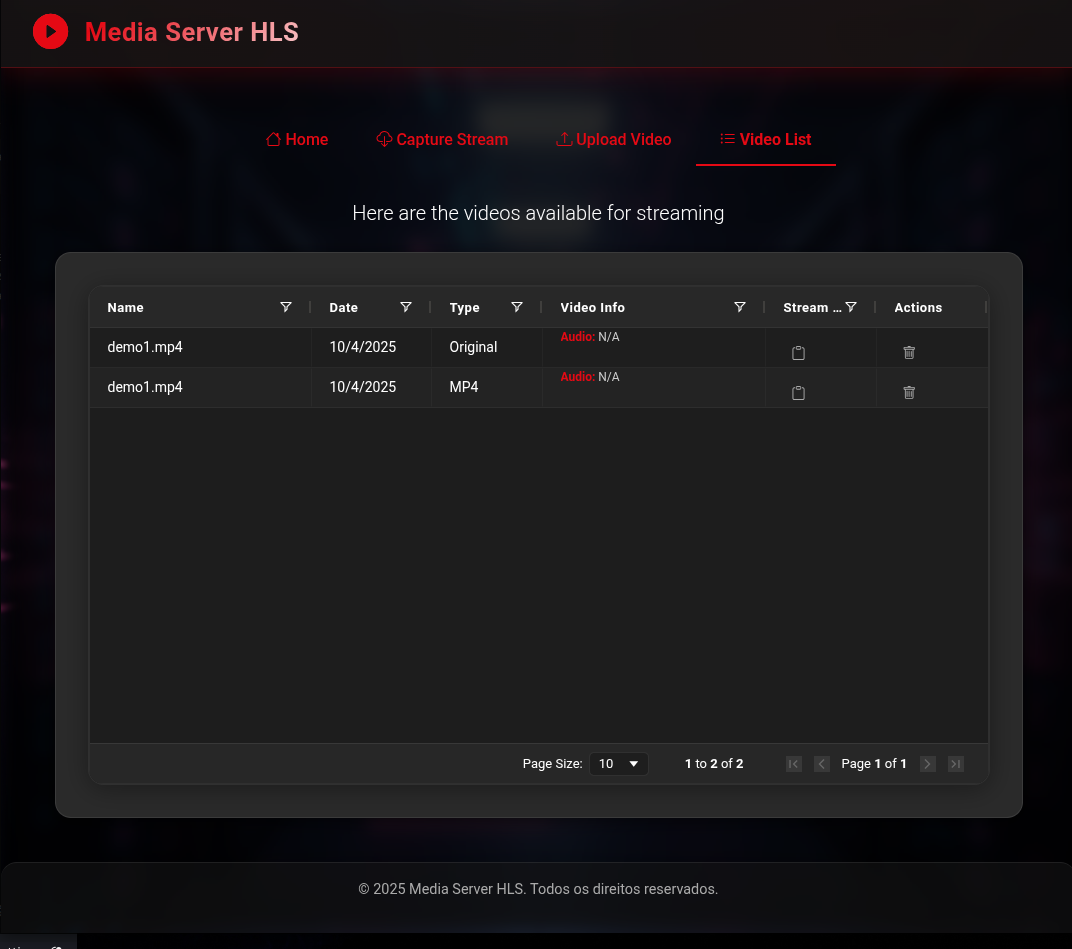 Media Server HLS
Home Capture Stream Upload Video Video List
Here are the videos available for streaming
Name Date Type Video Info Stream ... Actions
demo1.mp4 10/4/2025 Original Audio: N/A
demo1.mp4 10/4/2025 MP4 Audio: N/A
Page Size: 10 1 to 2 of 2 Page 1 of 1
© 2025 Media Server HLS. Todos os direitos reservados.